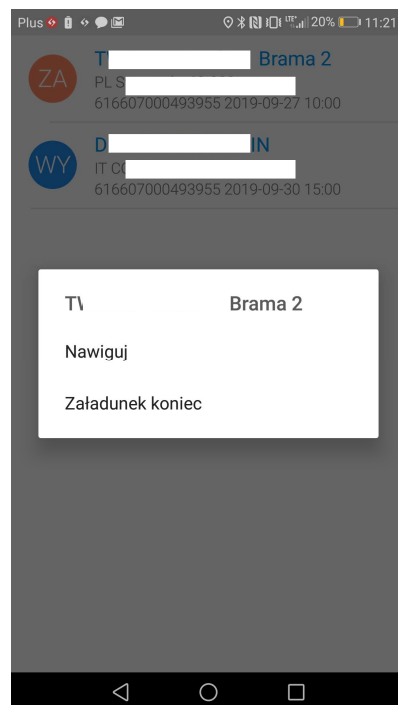 Plus 20% 11:21
ZA
Brama 2
PL S
616607000493955 2019-09-27 10:00
WY
D IN
IT CO
616607000493955 2019-09-30 15:00
Brama 2
Nawiguj
Załadunek koniec